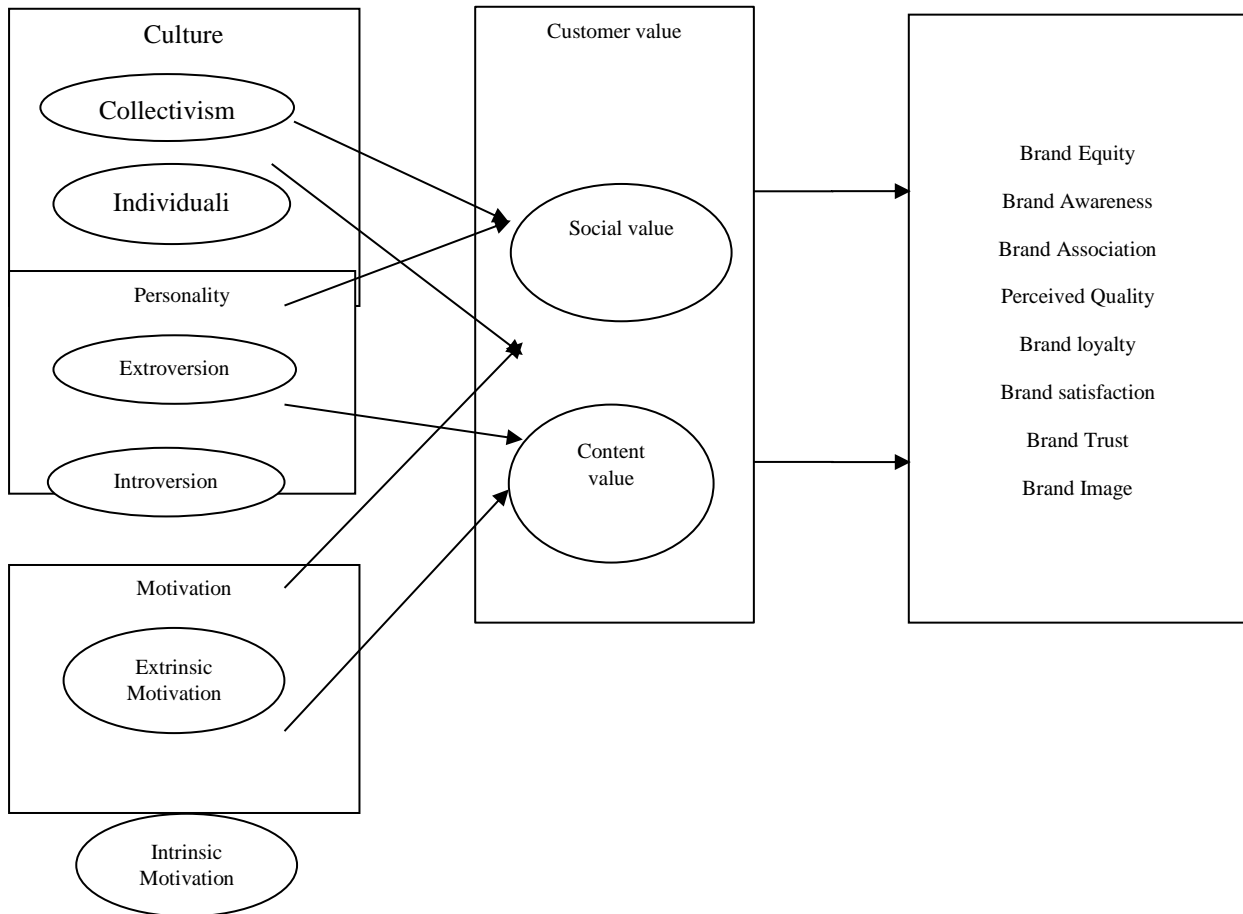 Culture
Collectivism
Individuali
Personality
Extroversion
Introversion
Motivation
Extrinsic
Motivation
Intrinsic
Motivation
Customer value
Social value
Content
value
Brand Equity
Brand Awareness
Brand Association
Perceived Quality
Brand loyalty
Brand satisfaction
Brand Trust
Brand Image